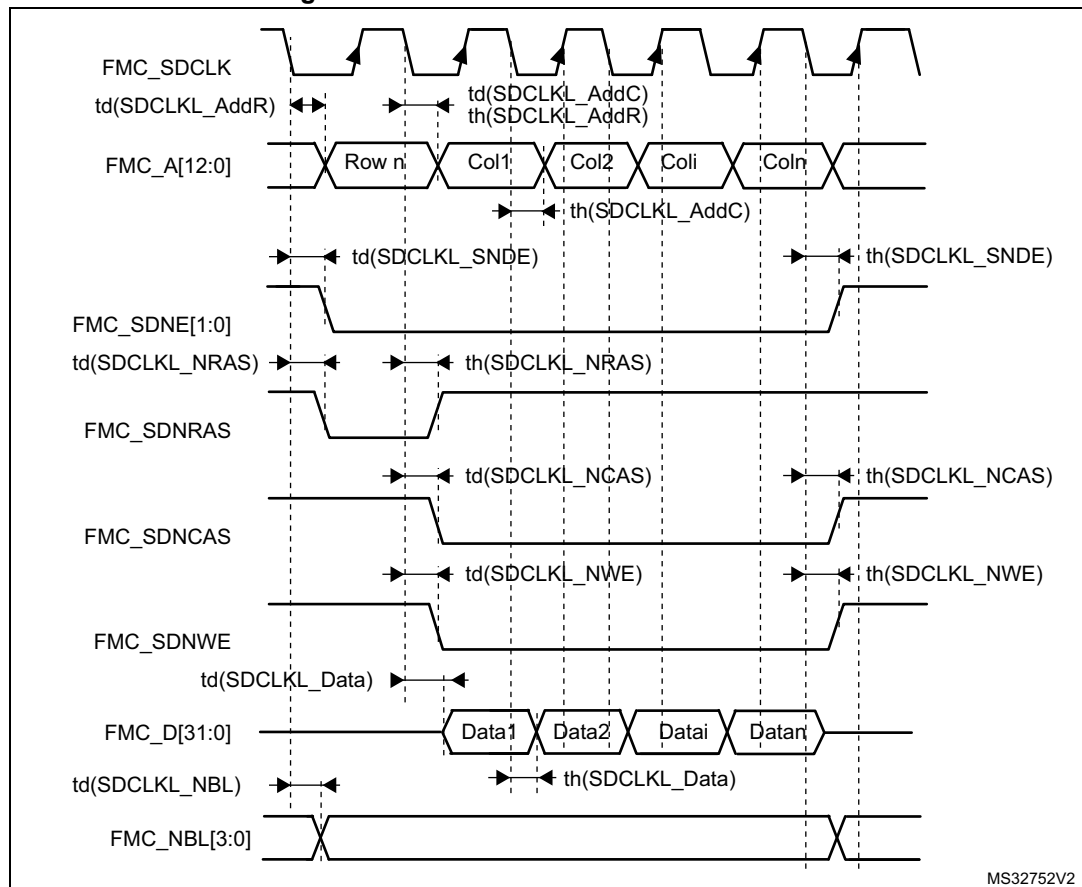 FMC_SDCLK
td(SDCLKL_AddR)
td(SDCLKL_AddC)
th(SDCLKL_AddR)
FMC_A[12:0]
Row n
Col1
Col2
Coli
Coln
th(SDCLKL_AddC)
td(SDCLKL_SNDE)
th(SDCLKL_SNDE)
FMC_SDNE[1:0]
td(SDCLKL_NRAS)
th(SDCLKL_NRAS)
FMC_SDNRAS
td(SDCLKL_NCAS)
th(SDCLKL_NCAS)
FMC_SDNCAS
td(SDCLKL_NWE)
th(SDCLKL_NWE)
FMC_SDNWE
td(SDCLKL_Data)
FMC_D[31:0]
Data1
Data2
Datai
Datan
td(SDCLKL_NBL)
th(SDCLKL_Data)
FMC_NBL[3:0]
MS32752V2